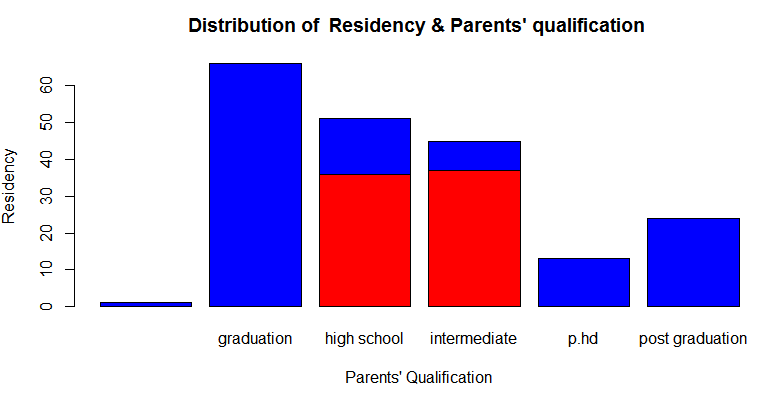 Distribution of Residency & Parents' qualification
Residency
60
50
40
30
20
10
0
graduation high school intermediate p.hd post graduation
Parents' Qualification